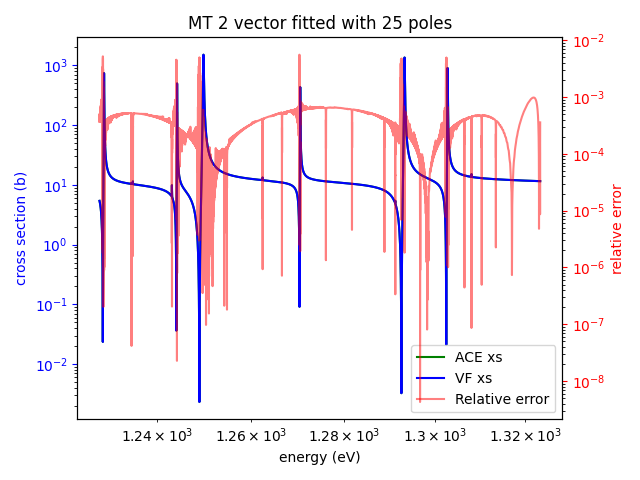 MT 2 vector fitted with 25 poles
cross section (b)
10³
10²
10¹
10⁰
10⁻¹
10⁻²
10⁻²
10⁻³
10⁻⁴
10⁻⁵
10⁻⁶
10⁻⁷
10⁻⁸
relative error
ACE xs
VF xs
Relative error
1.24 × 10³ 1.26 × 10³ 1.28 × 10³ 1.3 × 10³ 1.32 × 10³
energy (eV)